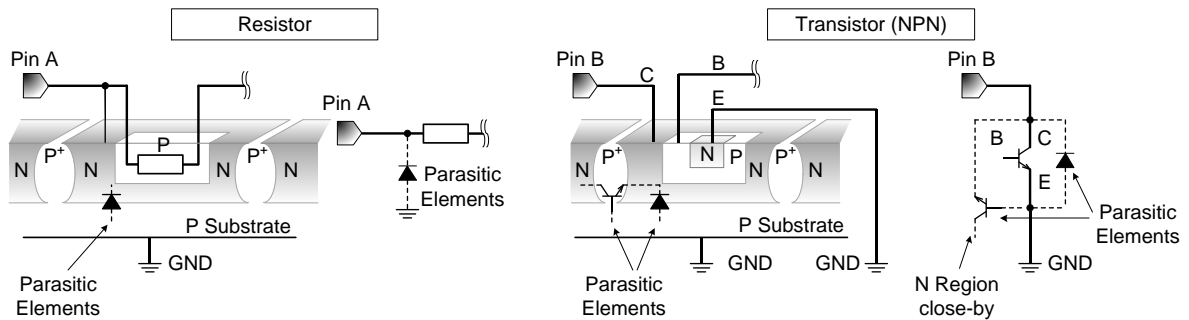 Resistor
Pin A
P
N
P+
N
N
P+
N
Parasitic
Elements
P Substrate
GND
Pin A
Parasitic
Elements
Transistor (NPN)
Pin B
C
B
E
N
P+
N
N
P
P+
N
Parasitic
Elements
P Substrate
GND
GND
Pin B
B
C
E
Parasitic
Elements
GND
N Region
close-by